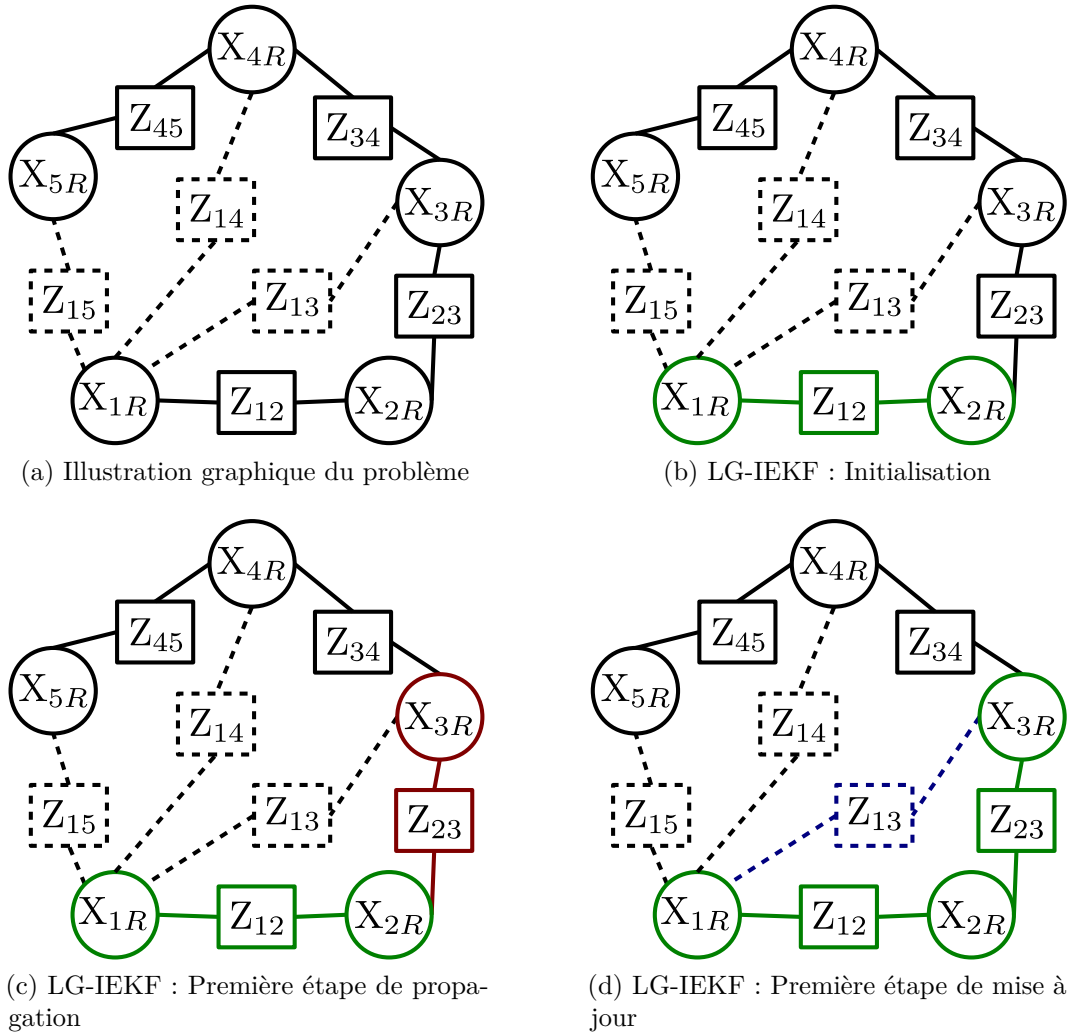 X4R X4R
Z45 Z34 Z45 Z34
X5R Z14 X3R X5R Z14 X3R
Z15 Z13 Z23 Z15 Z13 Z23
X1R Z12 X2R X1R Z12 X2R
(a) Illustration graphique du problème
(b) LG-IEKF : Initialisation
X4R X4R
Z45 Z34 Z45 Z34
X5R Z14 X3R X5R Z14 X3R
Z15 Z13 Z23 Z15 Z13 Z23
X1R Z12 X2R X1R Z12 X2R
(c) LG-IEKF : Première étape de propa-
gation
(d) LG-IEKF : Première étape de mise à
jour